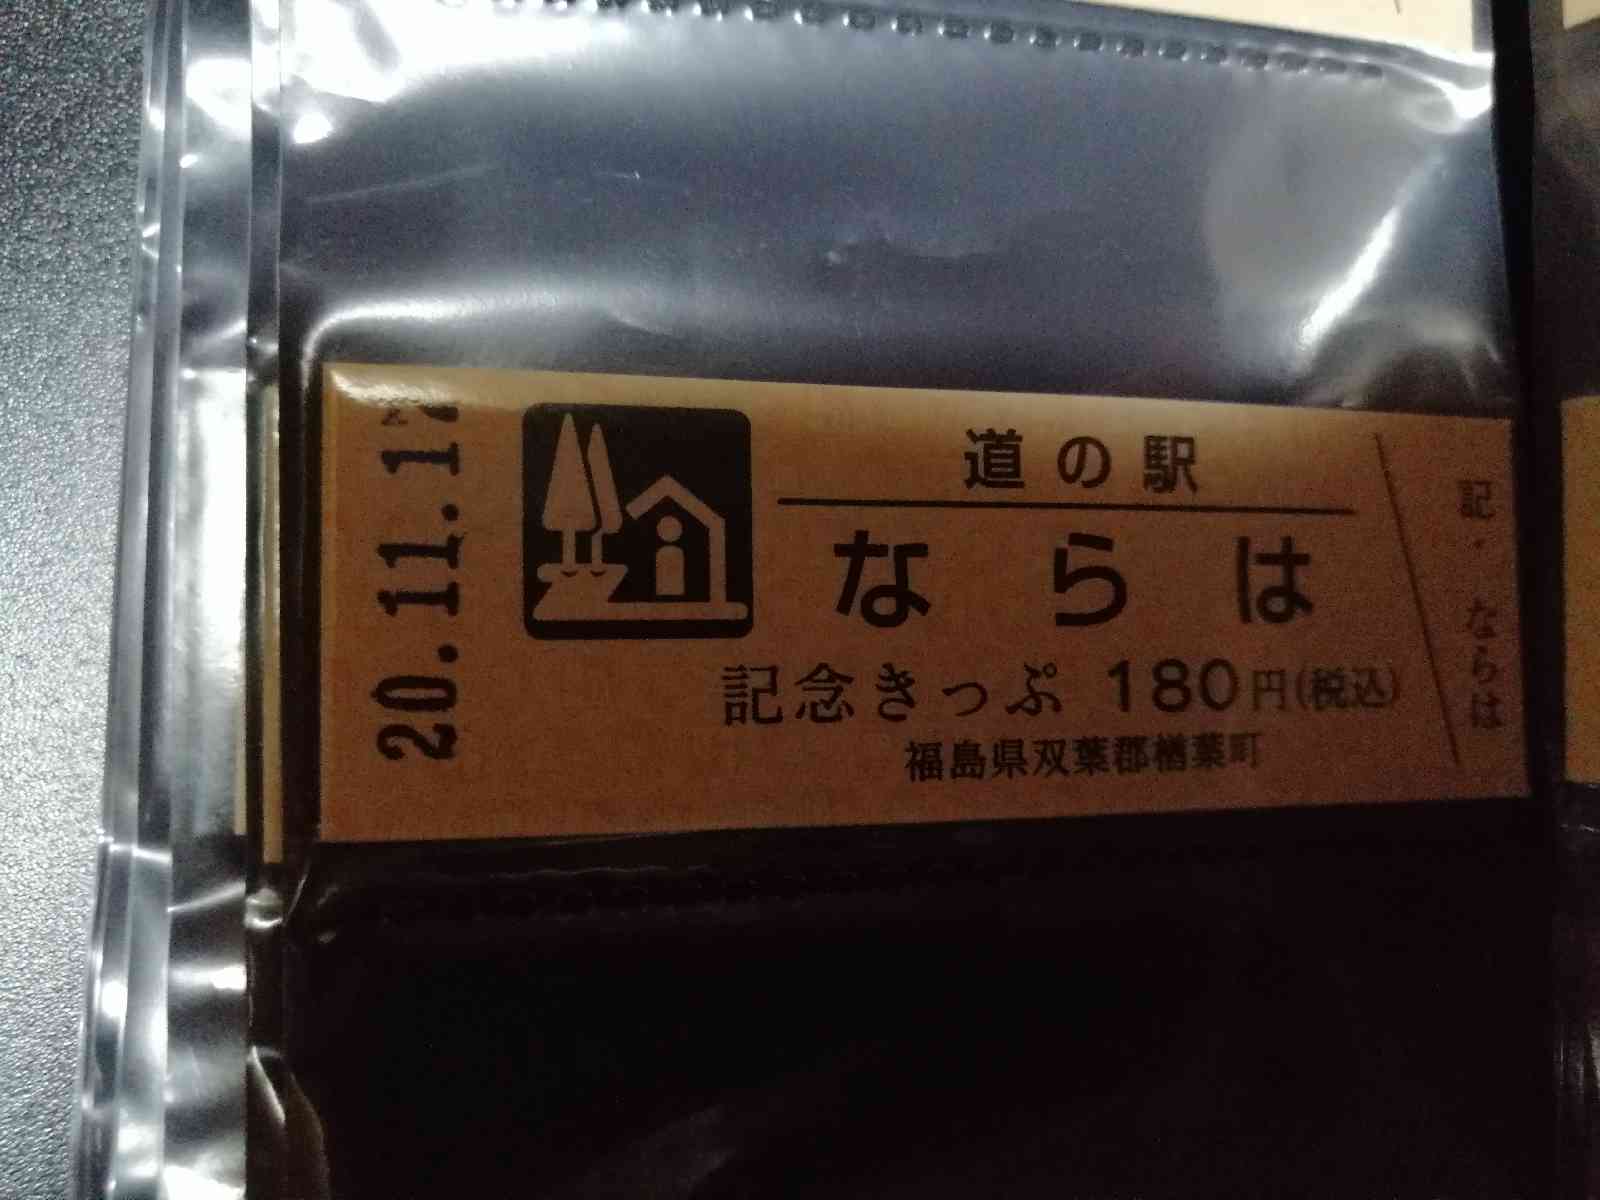 道の駅
ならは
記念きっぷ 180円(税込)
福島県双葉郡楢葉町
記・ならは
20.11.1